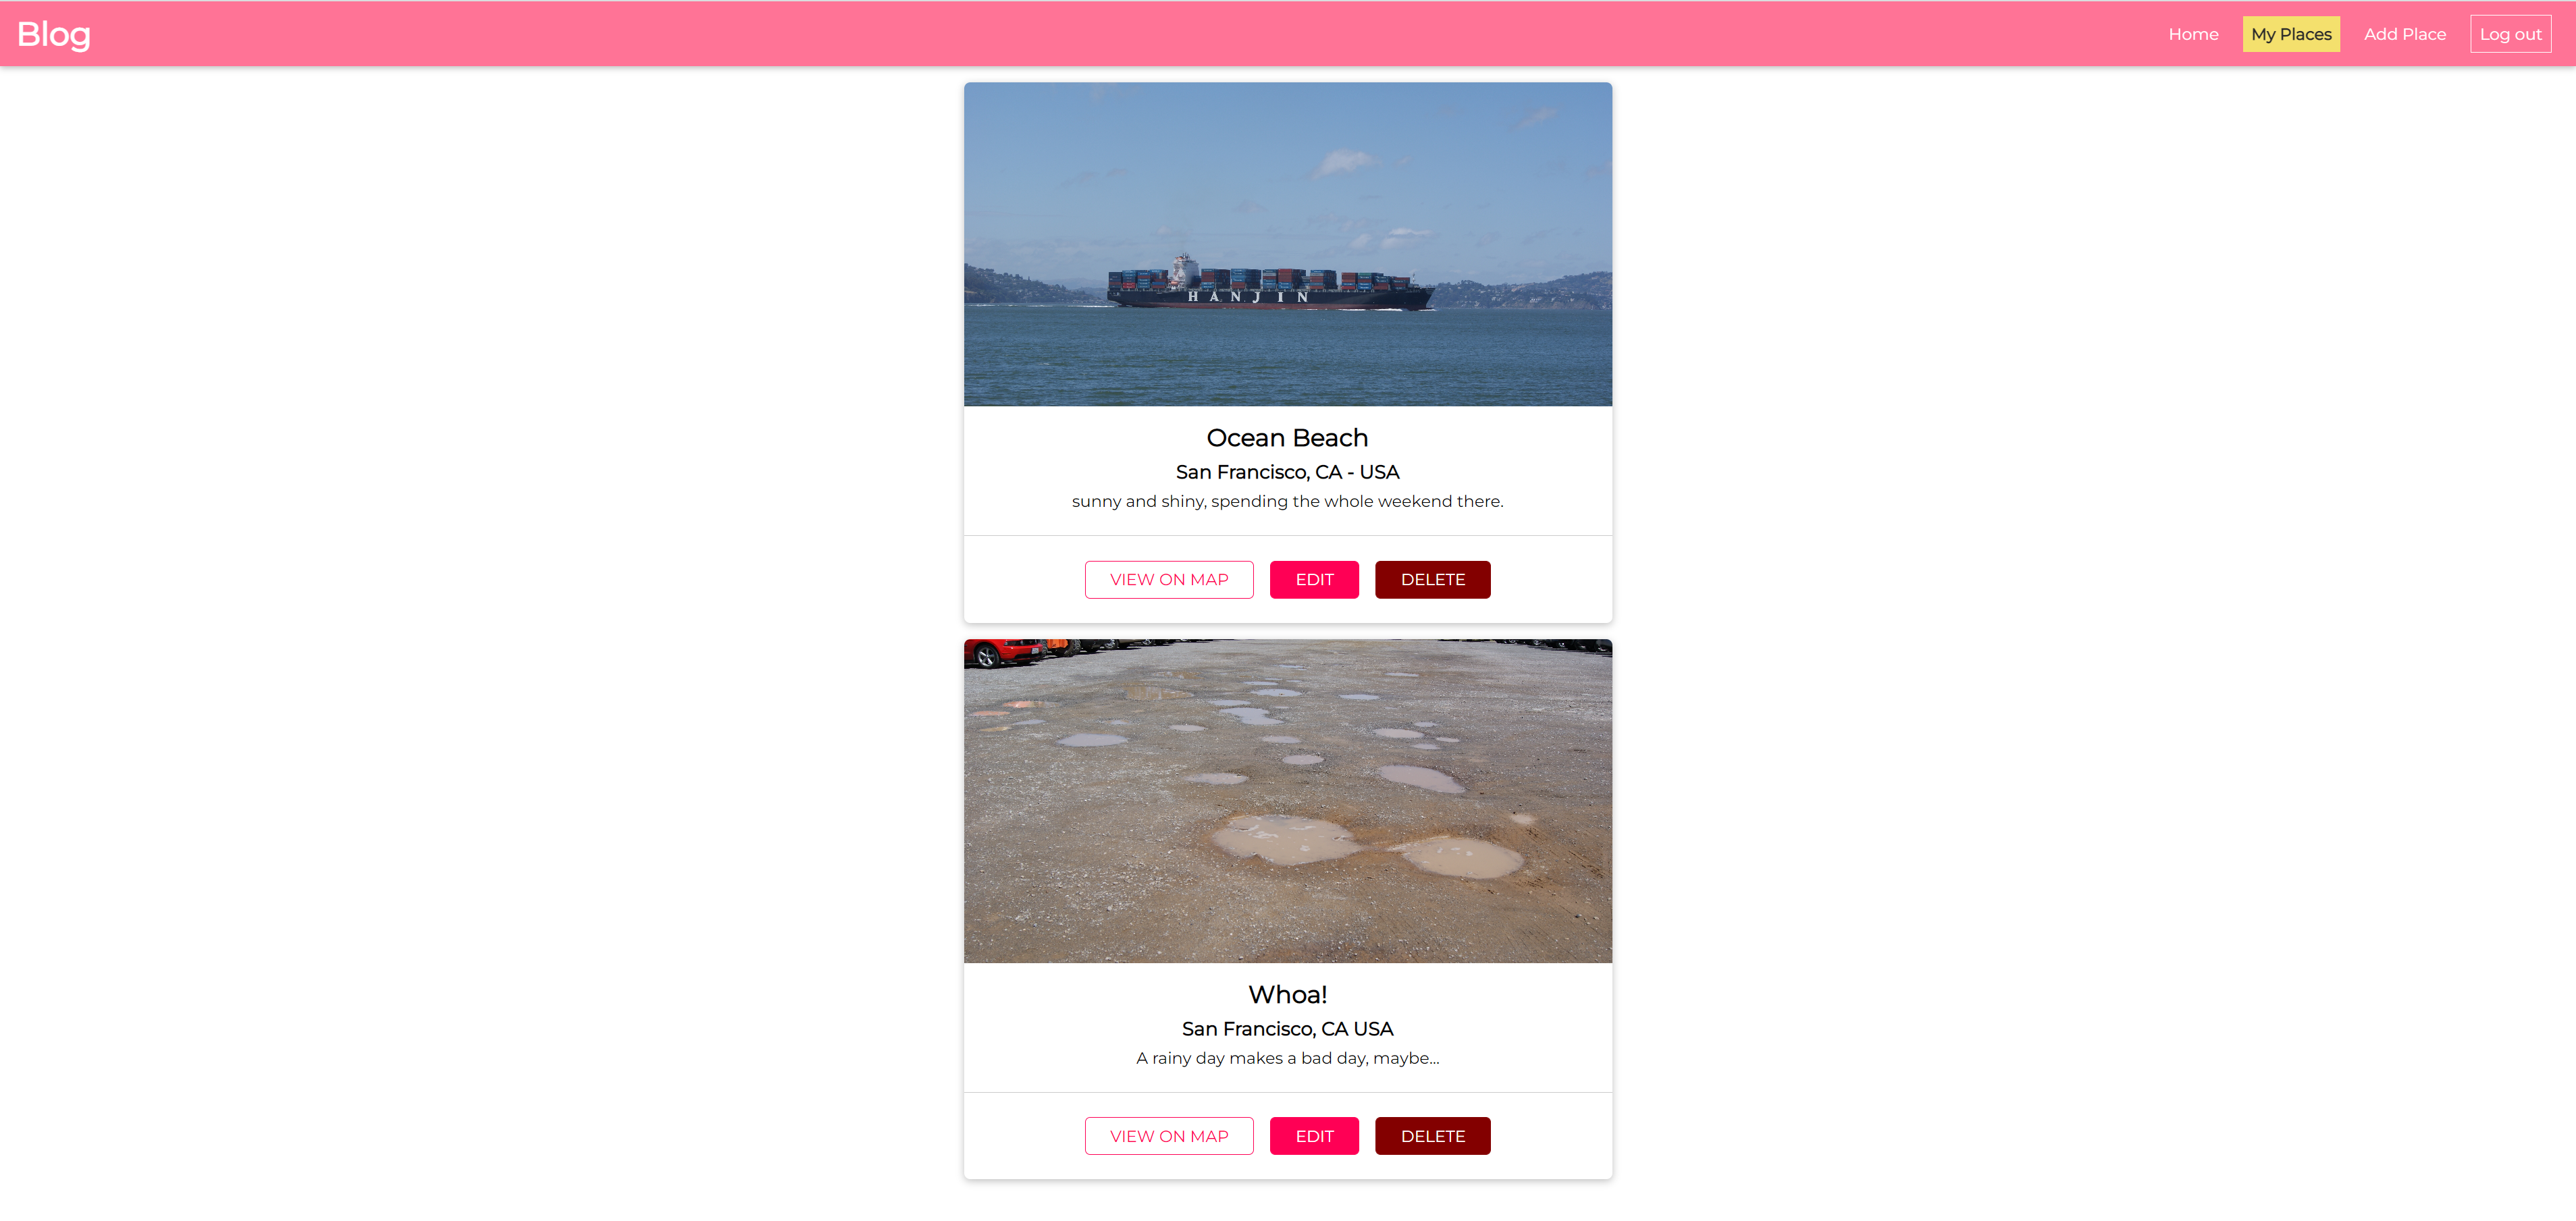 Blog
Home
My Places
Add Place
Log out
HANJIN
Ocean Beach
San Francisco, CA - USA
sunny and shiny, spending the whole weekend there.
VIEW ON MAP
EDIT
DELETE
Whoa!
San Francisco, CA USA
A rainy day makes a bad day, maybe...
VIEW ON MAP
EDIT
DELETE